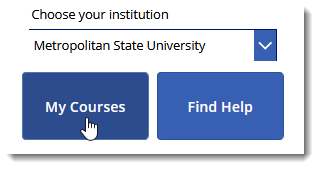 Choose your institution
Metropolitan State University
My Courses
Find Help